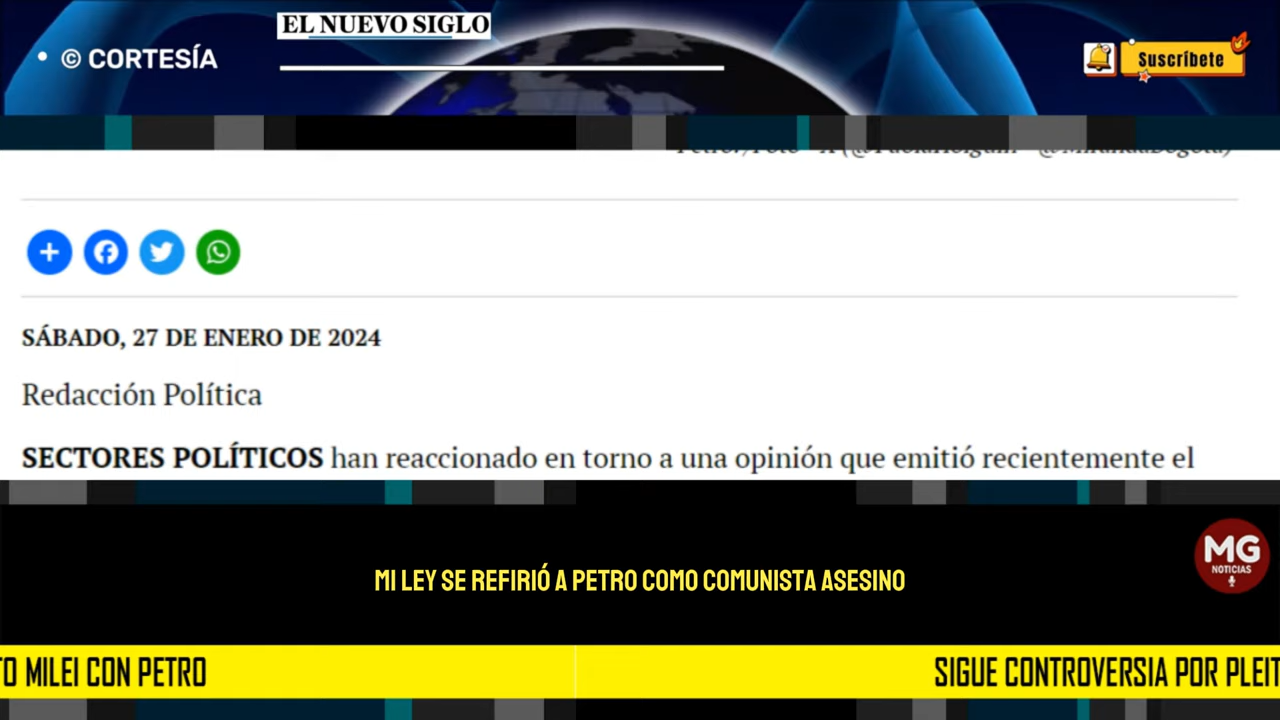 EL NUEVO SIGLO
• © CORTESÍA
Suscríbete
SÁBADO, 27 DE ENERO DE 2024
Redacción Política
SECTORES POLÍTICOS han reaccionado en torno a una opinión que emitió recientemente el
MG
NOTICIAS
MI LEY SE REFIRIÓ A PETRO COMO COMUNISTA ASESINO
TO MILEI CON PETRO
SIGUE CONTROVERSIA POR PLEIT